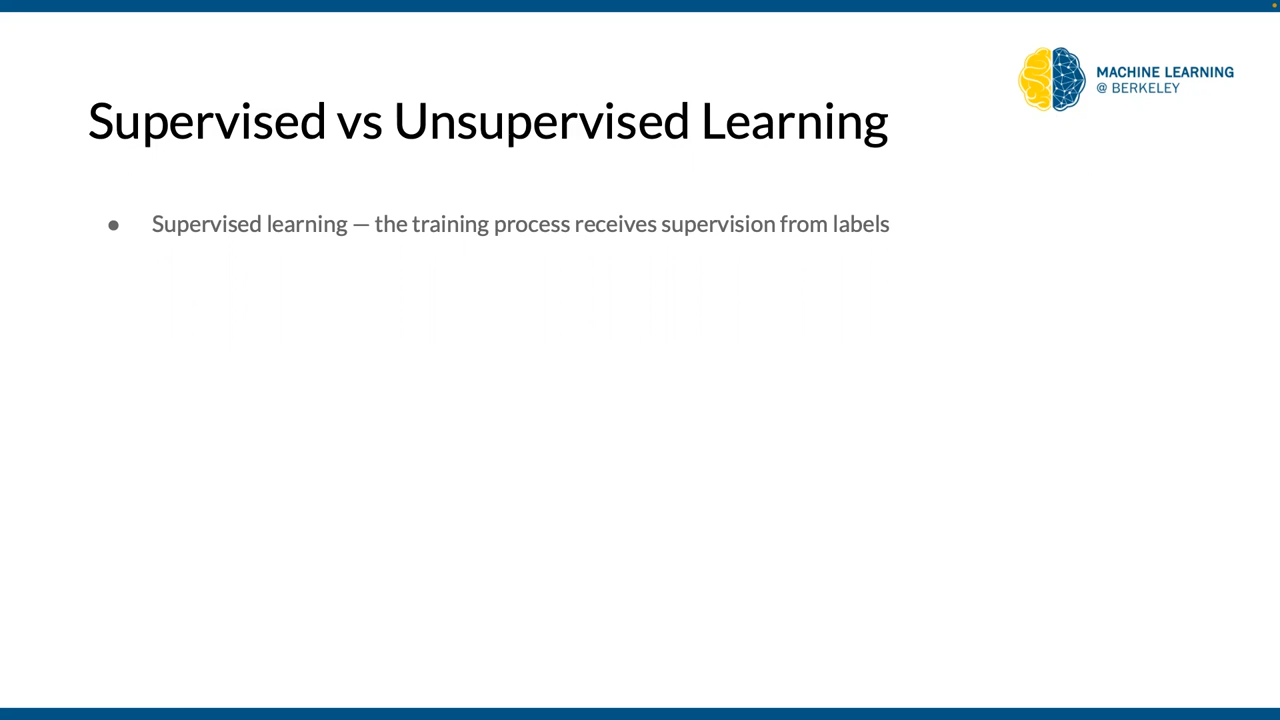 MACHINE LEARNING
@ BERKELEY
Supervised vs Unsupervised Learning
● Supervised learning — the training process receives supervision from labels